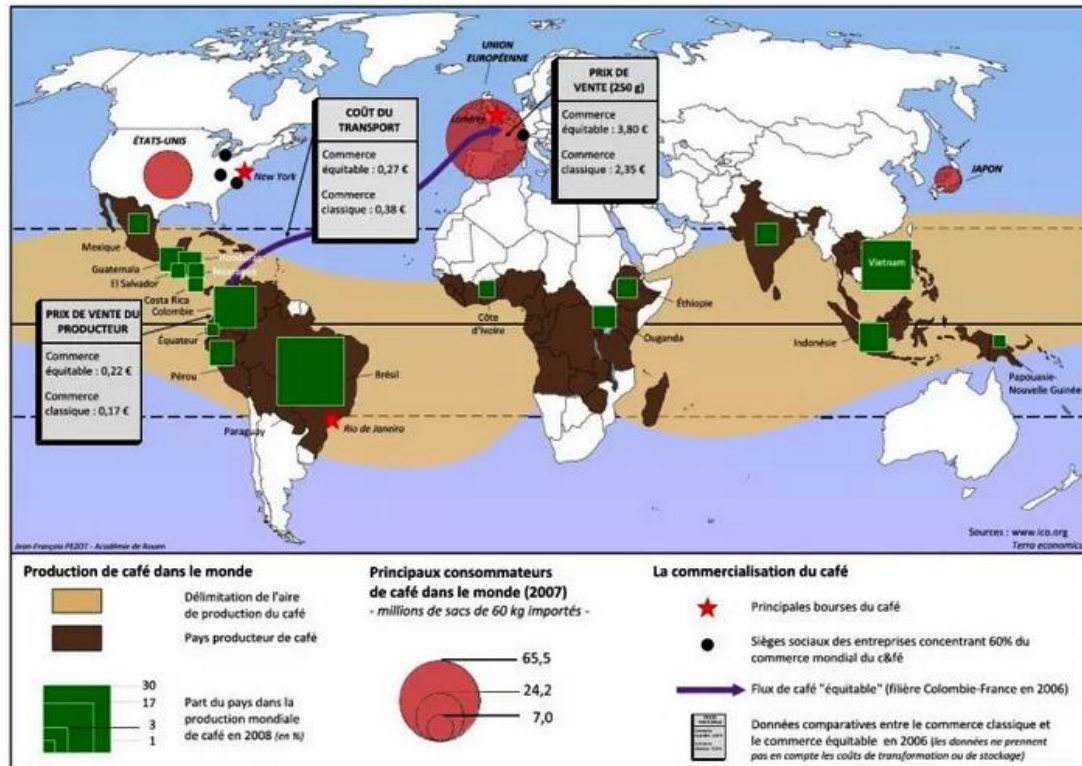 UNION
EUROPÉENNE
PRIX DE
VENTE (250 g)
Commerce
équitable : 3,80 €
Commerce
classique : 2,35 €
COÛT DU
TRANSPORT
Commerce
équitable : 0,27 €
Commerce
classique : 0,38 €
Londres
ÉTATS-UNIS
New York
JAPON
Mexique
Guatemala
Honduras
Nicaragua
El Salvador
Costa Rica
Colombie
PRIX DE VENTE DU
PRODUCTEUR
Commerce
équitable : 0,22 €
Commerce
classique : 0,17 €
Équateur
Pérou
Brésil
Paraguay
Rio de Janeiro
Côte
d'Ivoire
Éthiopie
Ouganda
Vietnam
Indonésie
Papouasie-
Nouvelle Guinée
Jean-François PEZOT - Académie de Rouen
Sources : www.ico.org
Terra economica
Production de café dans le monde
Délimitation de l'aire
de production du café
Pays producteur de café
30
17
3
1
Part du pays dans la
production mondiale
de café en 2008 (en %)
Principaux consommateurs
de café dans le monde (2007)
- millions de sacs de 60 kg importés -
65,5
24,2
7,0
La commercialisation du café
Principales bourses du café
Sièges sociaux des entreprises concentrant 60% du
commerce mondial du c&fé
Flux de café "équitable" (filière Colombie-France en 2006)
Données comparatives entre le commerce classique et
le commerce équitable en 2006 (les données ne prennent
pas en compte les coûts de transformation ou de stockage)